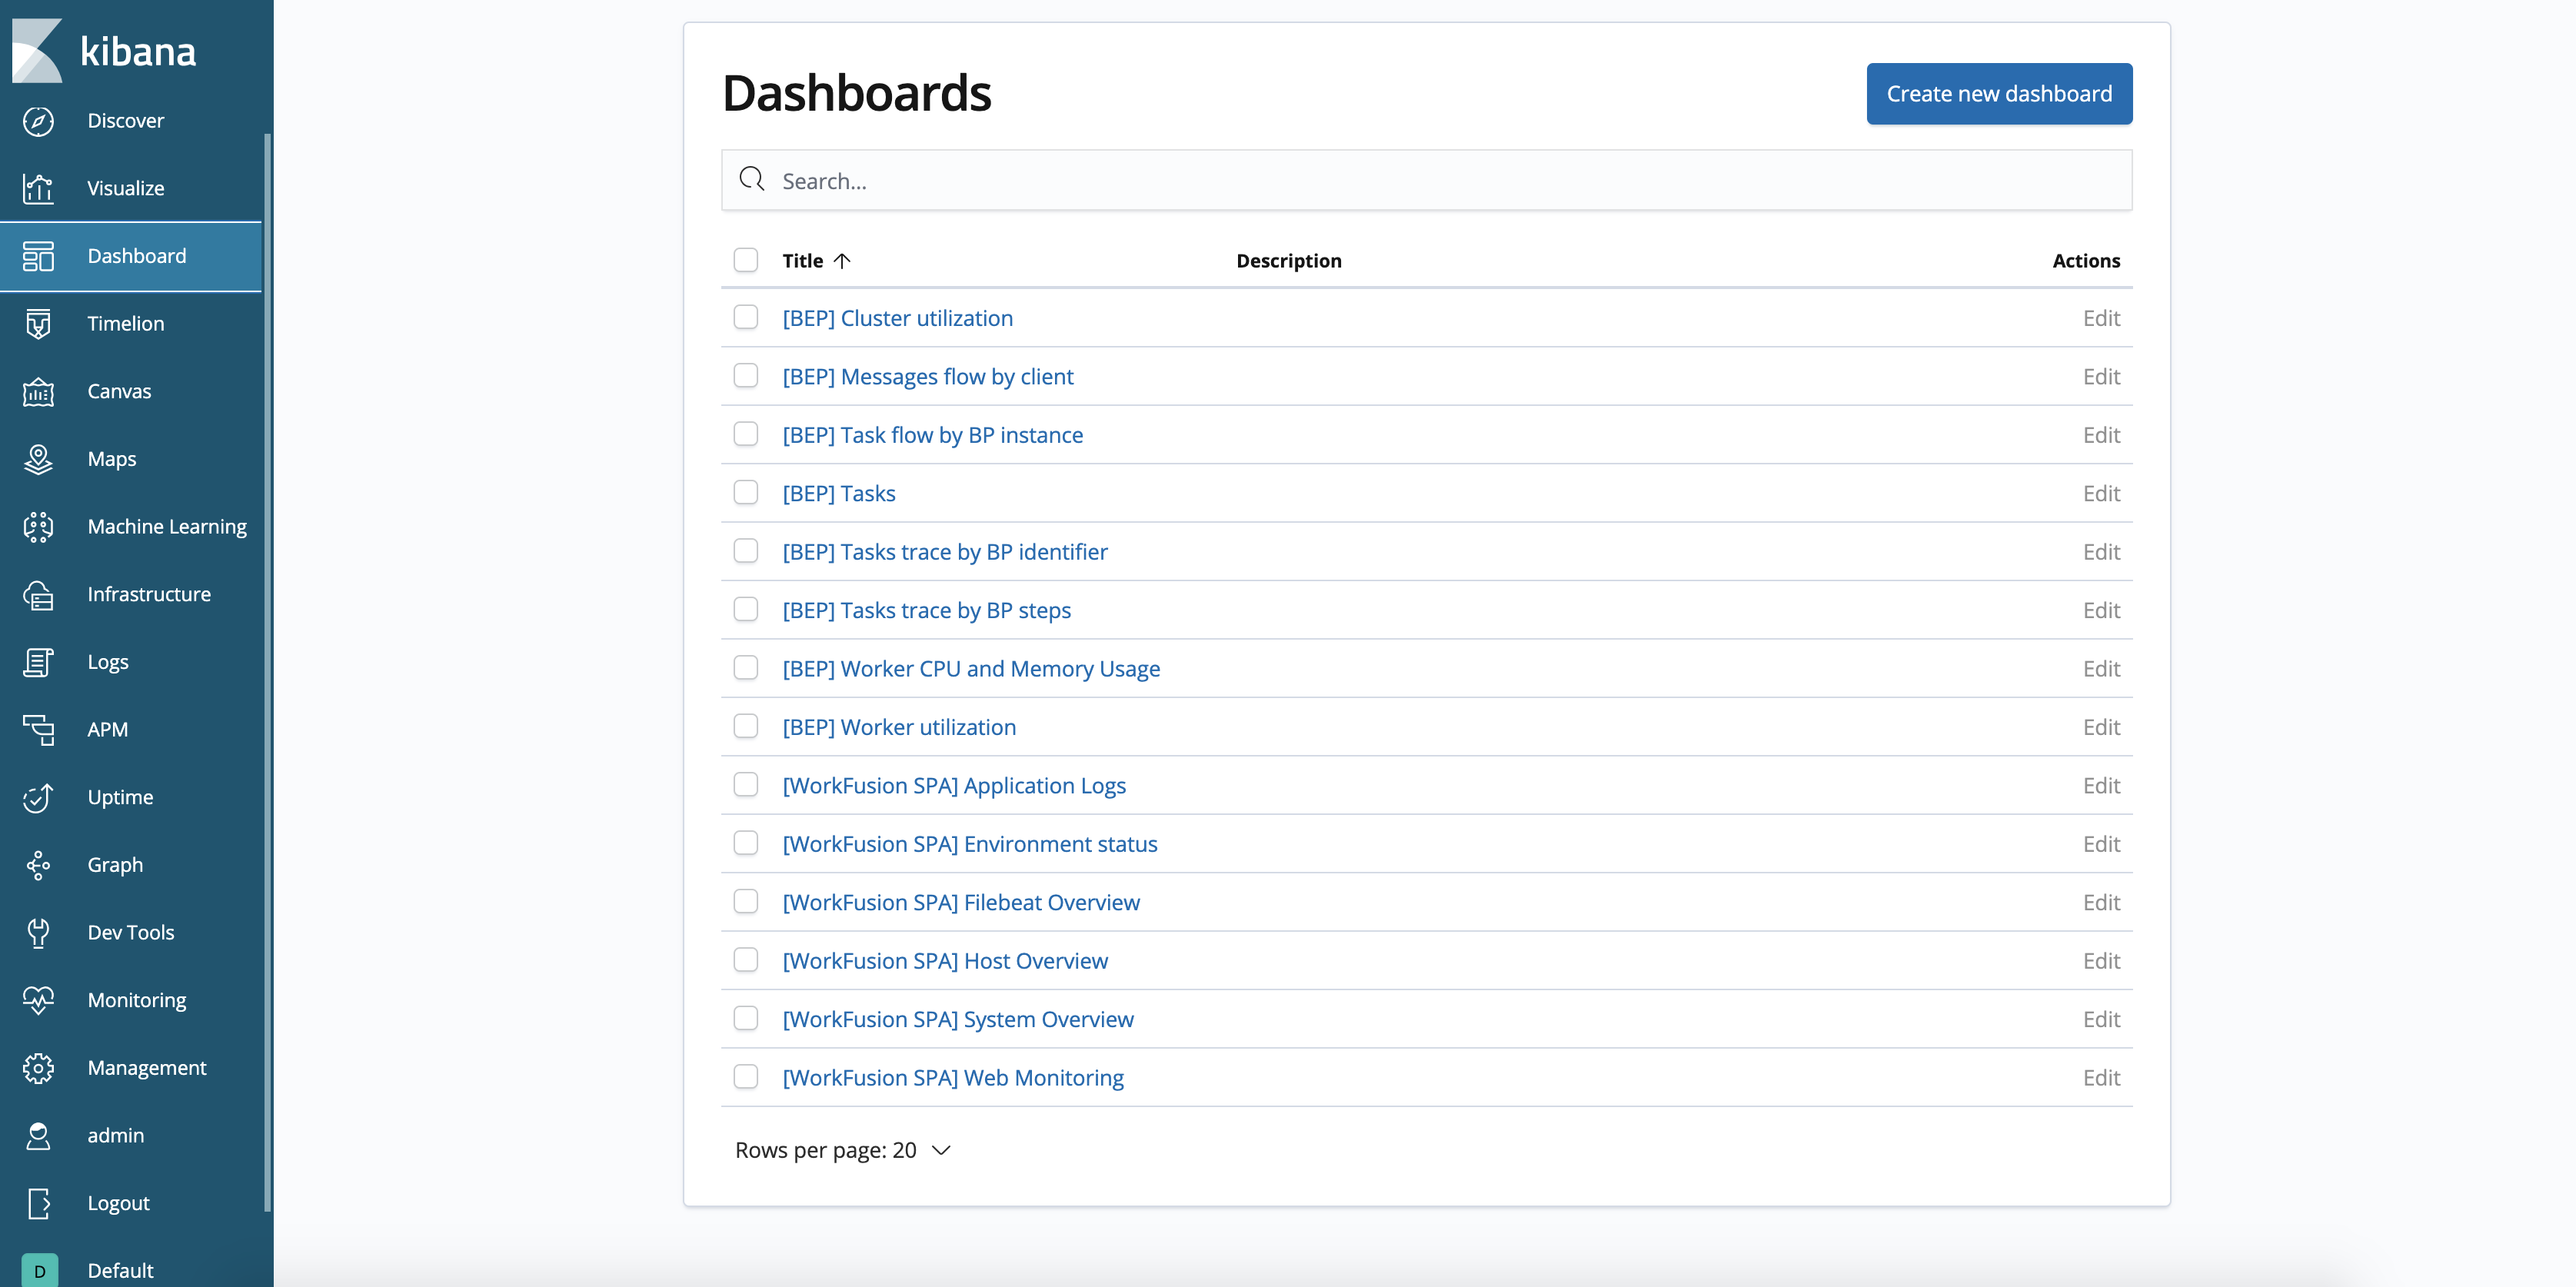 kibana
Discover
Visualize
Dashboard
Timelion
Canvas
Maps
Machine Learning
Infrastructure
Logs
APM
Uptime
Graph
Dev Tools
Monitoring
Management
admin
Logout
D Default
Dashboards
Create new dashboard
Search...
Title Description Actions
[BEP] Cluster utilization Edit
[BEP] Messages flow by client Edit
[BEP] Task flow by BP instance Edit
[BEP] Tasks Edit
[BEP] Tasks trace by BP identifier Edit
[BEP] Tasks trace by BP steps Edit
[BEP] Worker CPU and Memory Usage Edit
[BEP] Worker utilization Edit
[WorkFusion SPA] Application Logs Edit
[WorkFusion SPA] Environment status Edit
[WorkFusion SPA] Filebeat Overview Edit
[WorkFusion SPA] Host Overview Edit
[WorkFusion SPA] System Overview Edit
[WorkFusion SPA] Web Monitoring Edit
Rows per page: 20